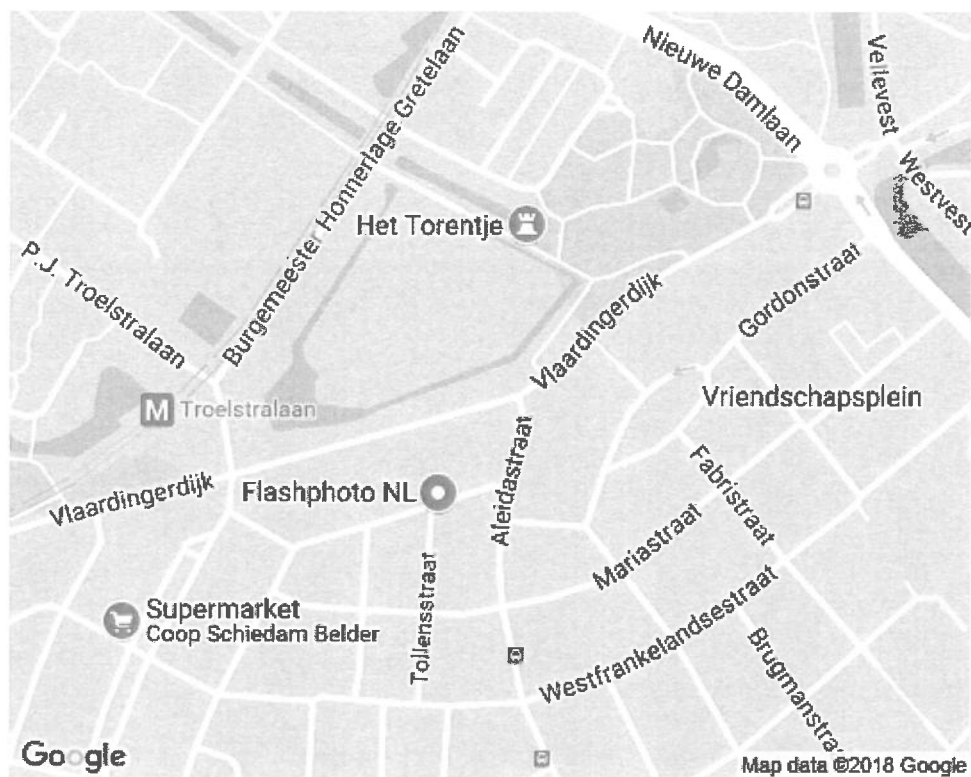 Nieuwe Damlaan
Vellevest
Westvest
Burgemeester Honnerlage Gretelaan
Het Torentje
P.J. Troelstralaan
Gordonstraat
Vlaardingerdijk
M Troelstralaan
Vriendschapsplein
Vlaardingerdijk
Flashphoto NL
Aleidastraat
Fabristraat
Mariastraat
Tollensstraat
Supermarket
Coop Schiedam Belder
Westfrankelandsestraat
Brugmanstra
Google
Map data ©2018 Google